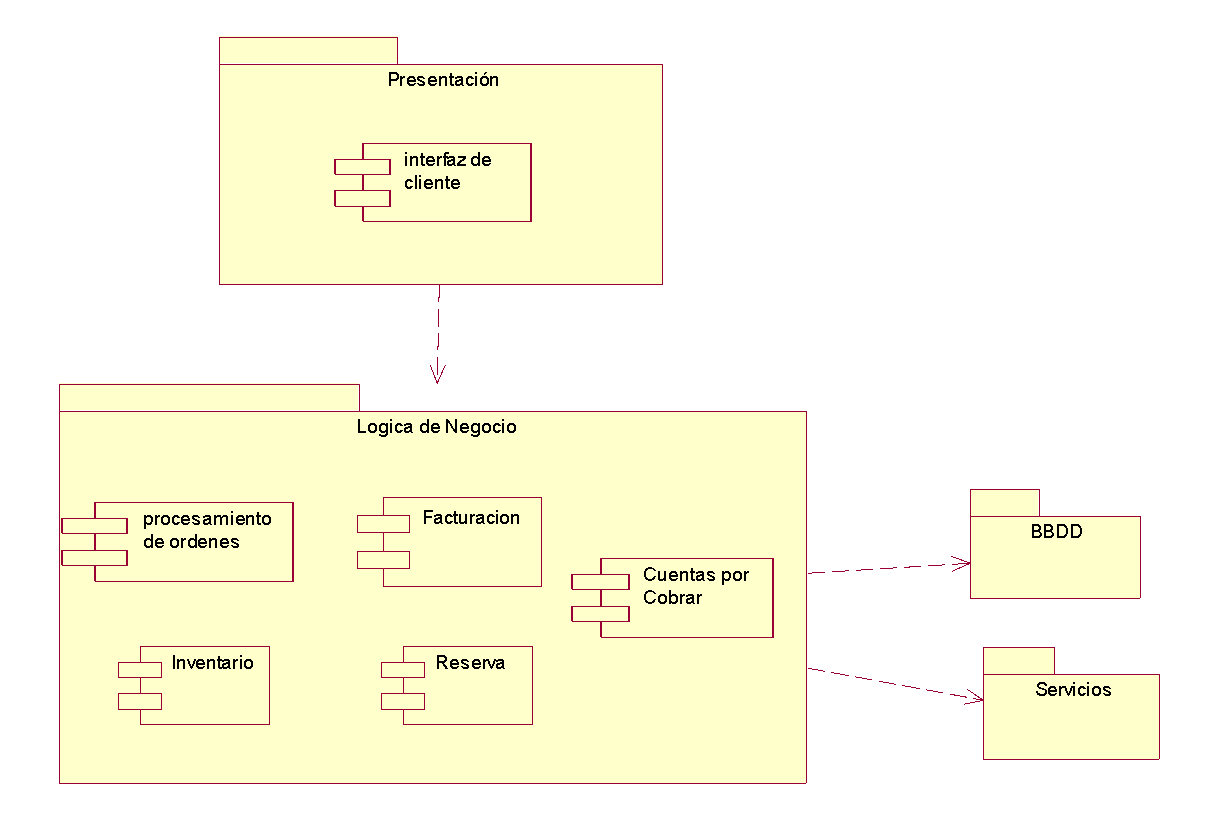 Presentación
interfaz de
cliente
Logica de Negocio
procesamiento
de ordenes
Facturacion
Cuentas por
Cobrar
Inventario
Reserva
BBDD
Servicios